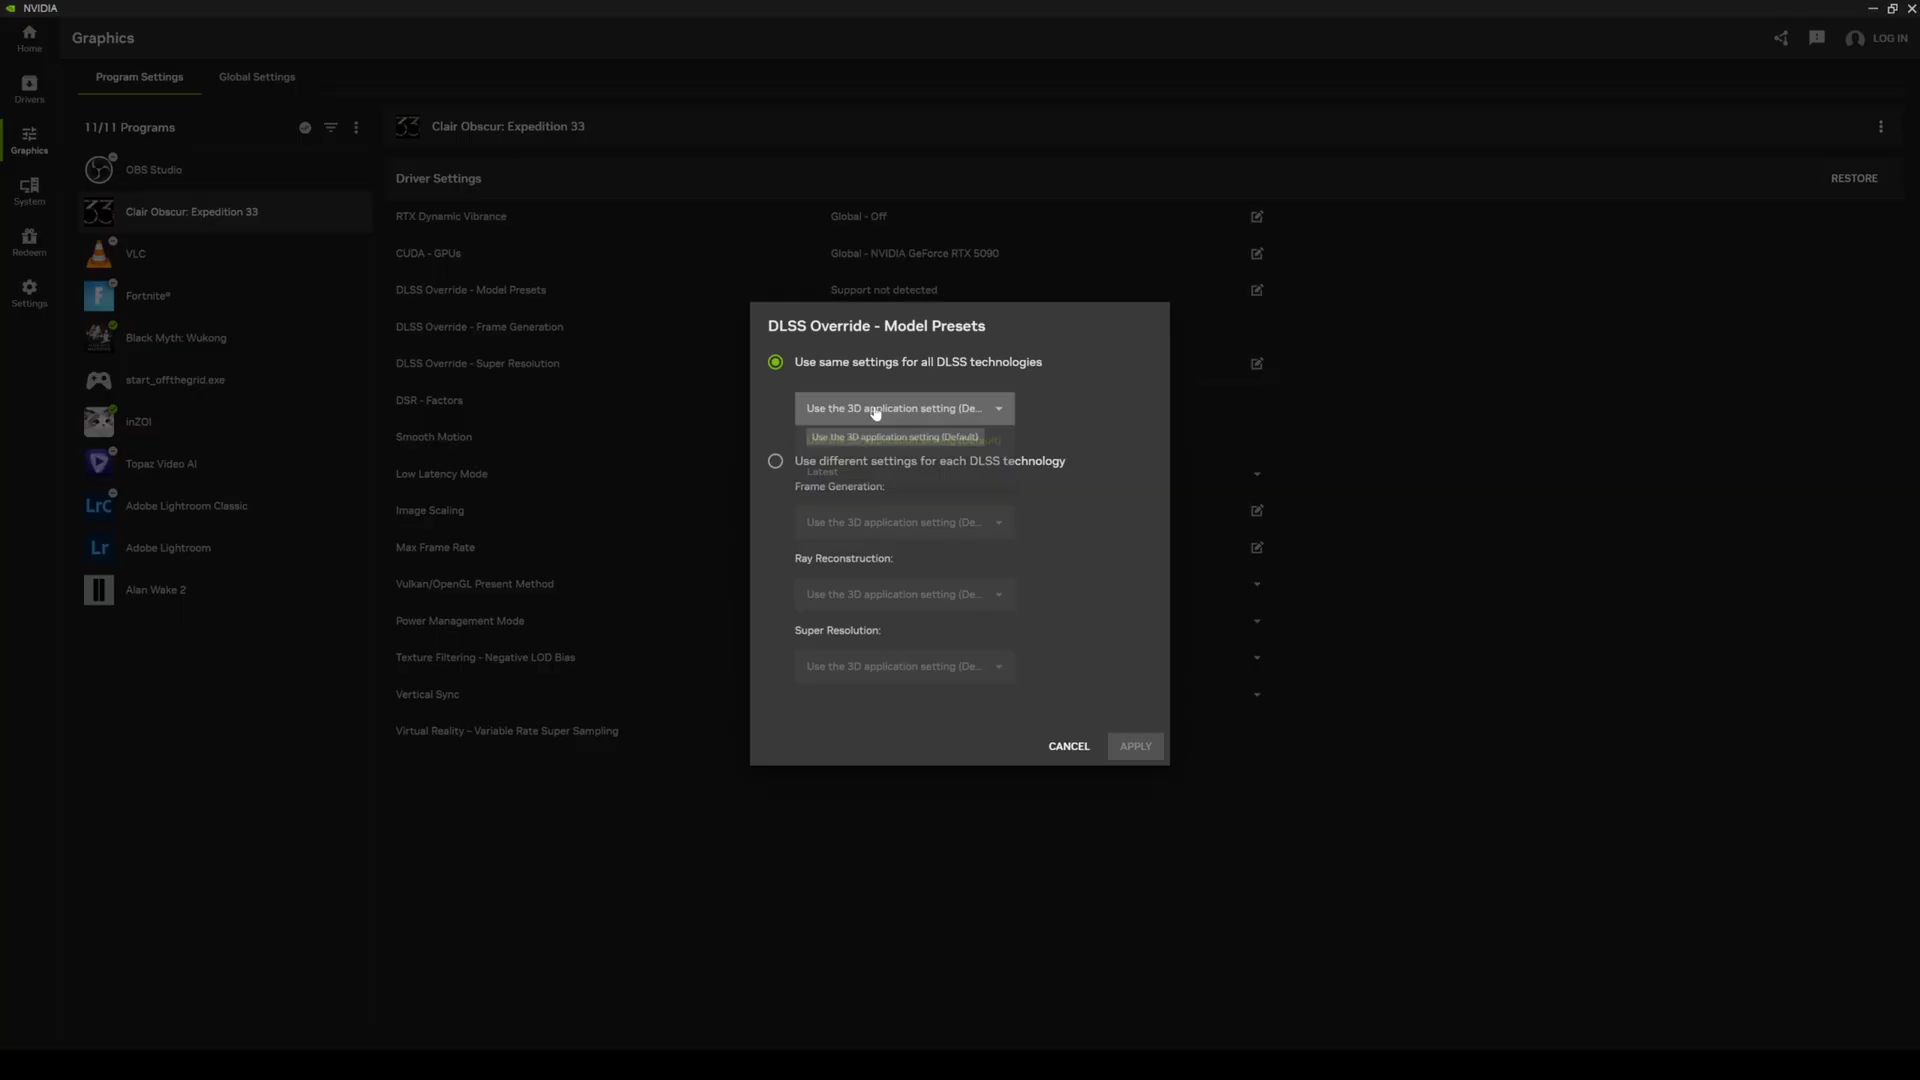 NVIDIA
Home
Drivers
Graphics
System
Redeem
Settings
Graphics
LOG IN
Program Settings
Global Settings
11/11 Programs
OBS Studio
Clair Obscur: Expedition 33
VLC
Fortnite®
Black Myth: Wukong
start_offthegrid.exe
inZOI
Topaz Video AI
Adobe Lightroom Classic
Adobe Lightroom
Alan Wake 2
Clair Obscur: Expedition 33
Driver Settings
RESTORE
RTX Dynamic Vibrance
Global - Off
CUDA - GPUs
Global - NVIDIA GeForce RTX 5090
DLSS Override - Model Presets
Support not detected
DLSS Override - Frame Generation
DLSS Override - Super Resolution
DSR - Factors
Smooth Motion
Low Latency Mode
Image Scaling
Max Frame Rate
Vulkan/OpenGL Present Method
Power Management Mode
Texture Filtering - Negative LOD Bias
Vertical Sync
Virtual Reality – Variable Rate Super Sampling
DLSS Override - Model Presets
Use same settings for all DLSS technologies
Use the 3D application setting (De...
Use the 3D application setting (Default)
Use different settings for each DLSS technology
Latest
Frame Generation:
Use the 3D application setting (De...
Ray Reconstruction:
Use the 3D application setting (De...
Super Resolution:
Use the 3D application setting (De...
CANCEL
APPLY